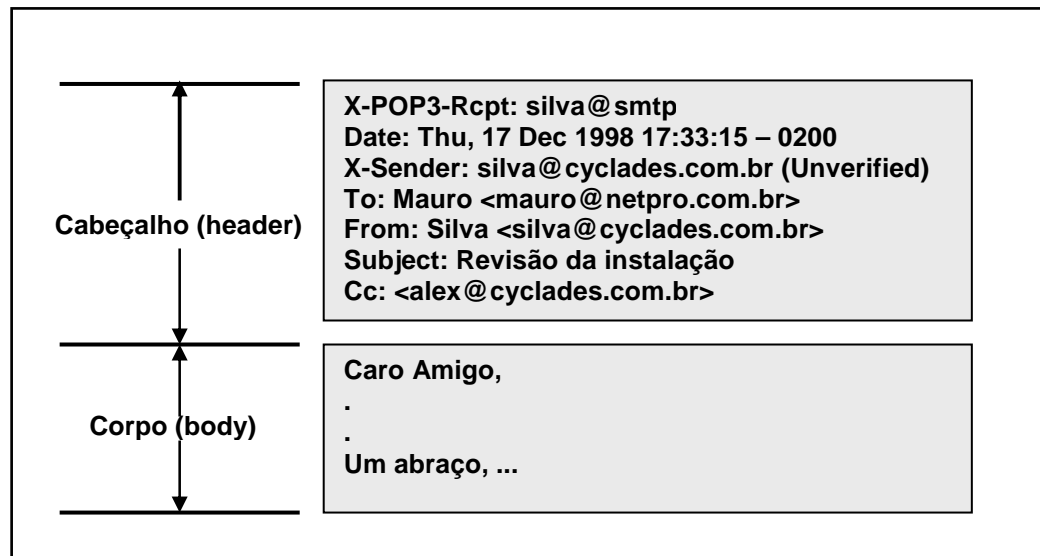 Cabeçalho (header)
X-POP3-Rcpt: silva@smtp
Date: Thu, 17 Dec 1998 17:33:15 – 0200
X-Sender: silva@cyclades.com.br (Unverified)
To: Mauro <mauro@netpro.com.br>
From: Silva <silva@cyclades.com.br>
Subject: Revisão da instalação
Cc: <alex@cyclades.com.br>
Corpo (body)
Caro Amigo,
.
.
Um abraço, ...